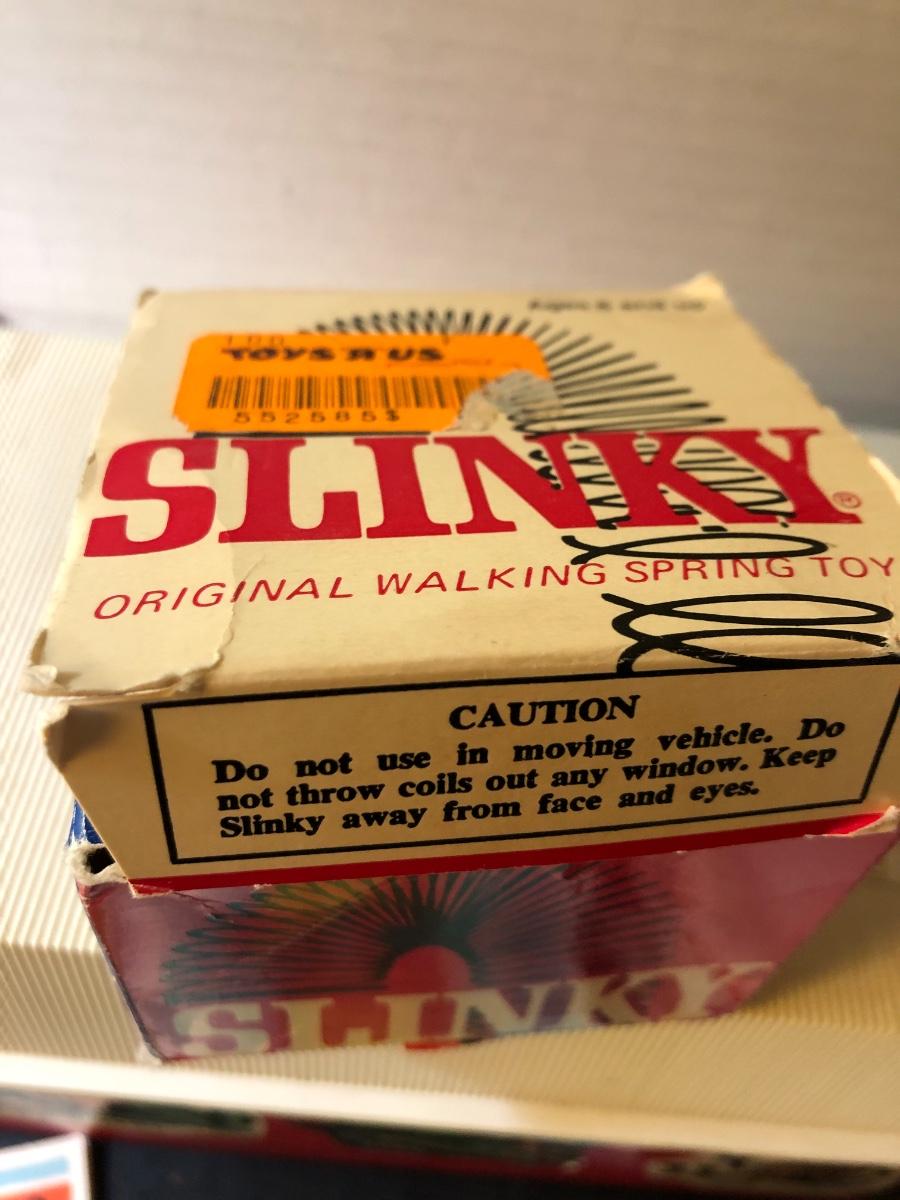 TOYS "R" US
552585$
SLINKY®
ORIGINAL WALKING SPRING TOY
CAUTION
Do not use in moving vehicle. Do
not throw coils out any window. Keep
Slinky away from face and eyes.
SLINKY